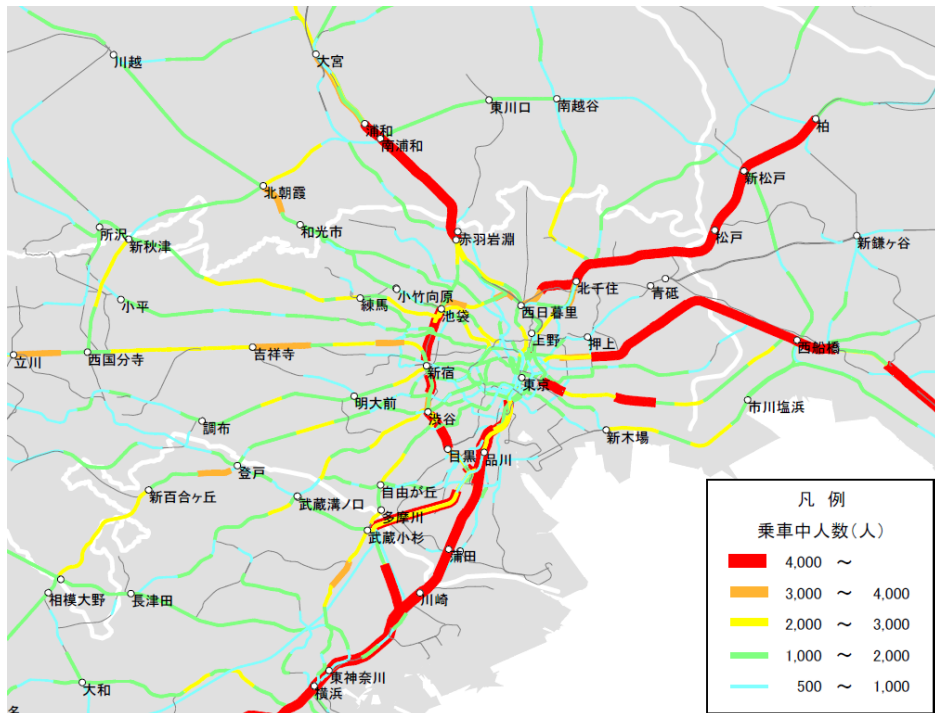 川越
大宮
東川口
南越谷
浦和
南浦和
柏
新松戸
北朝霞
所沢
新秋津
和光市
赤羽岩淵
松戸
新鎌ヶ谷
小平
練馬
小竹向原
池袋
西日暮里
北千住
青砥
上野
押上
西船橋
立川
西国分寺
吉祥寺
新宿
東京
明大前
市川塩浜
調布
渋谷
新木場
登戸
目黒
品川
新百合ヶ丘
武蔵溝ノ口
自由が丘
多摩川
武蔵小杉
蒲田
相模大野
長津田
川崎
東神奈川
横浜
大和
名
凡 例
乗車中人数(人)
4,000 ～
3,000 ～ 4,000
2,000 ～ 3,000
1,000 ～ 2,000
500 ～ 1,000